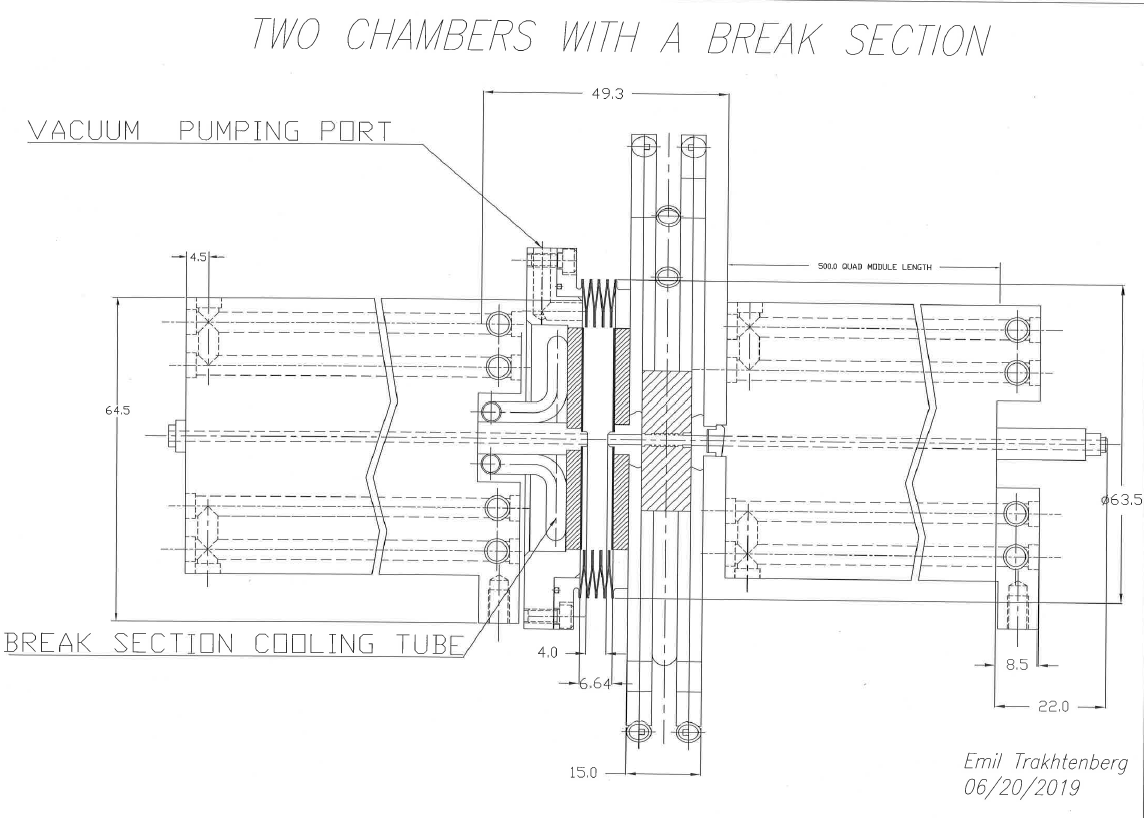 TWO CHAMBERS WITH A BREAK SECTION
49.3
VACUUM PUMPING PORT
4.5
500.0 QUAD MODULE LENGTH
64.5
ø63.5
BREAK SECTION COOLING TUBE
4.0
8.5
6.64
22.0
15.0
Emil Trakhtenberg
06/20/2019